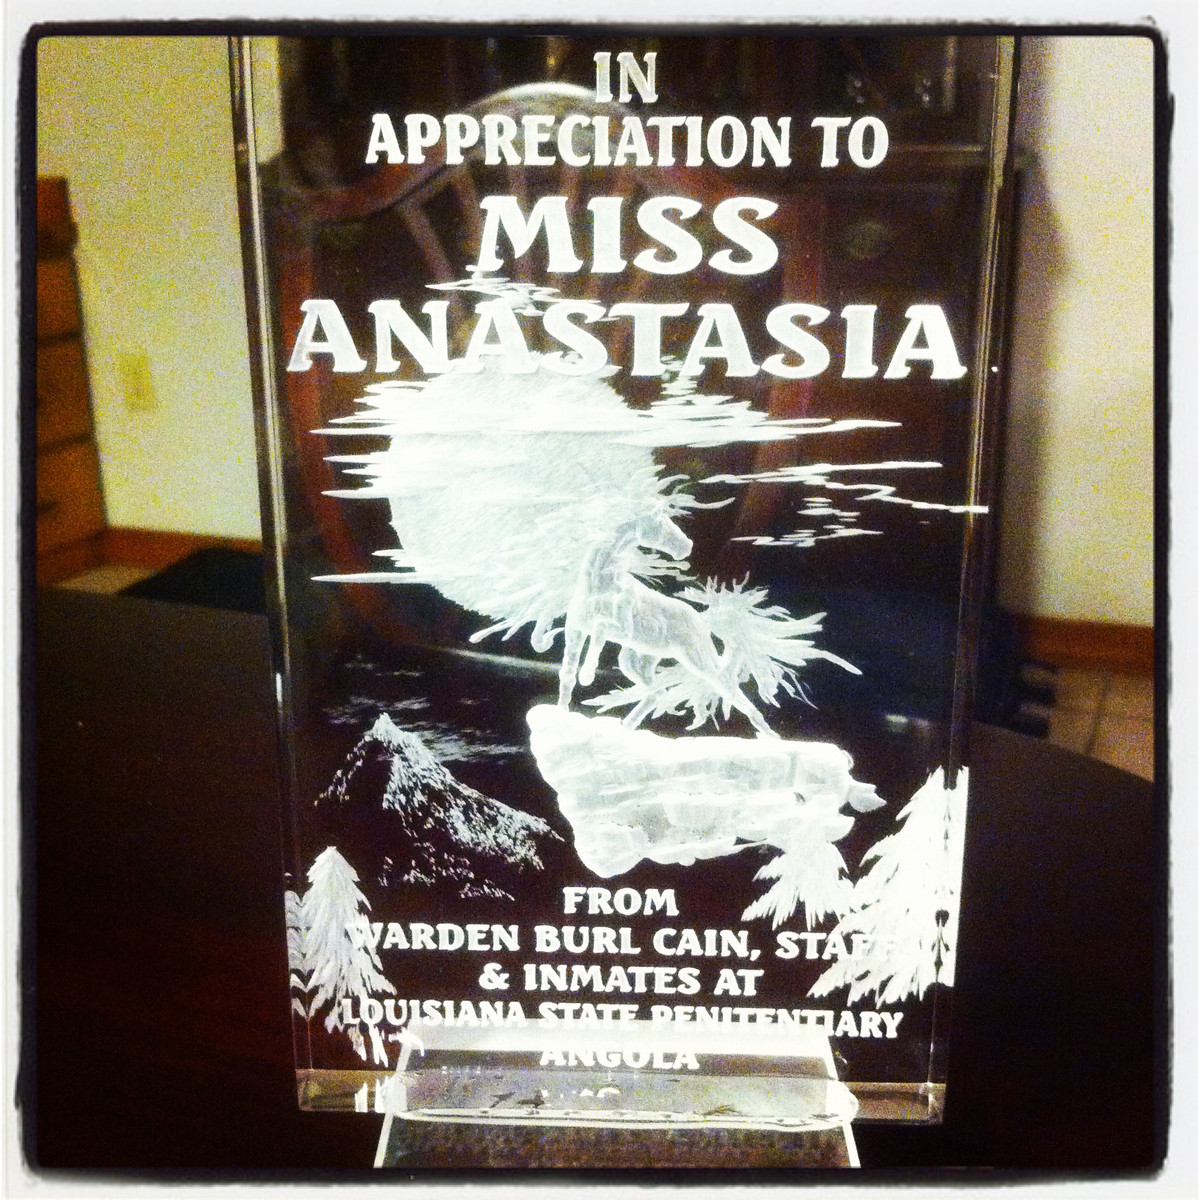 IN
APPRECIATION TO
MISS
ANASTASIA
FROM
WARDEN BURL CAIN, STAFF
& INMATES AT
LOUISIANA STATE PENITENTIARY
ANGOLA